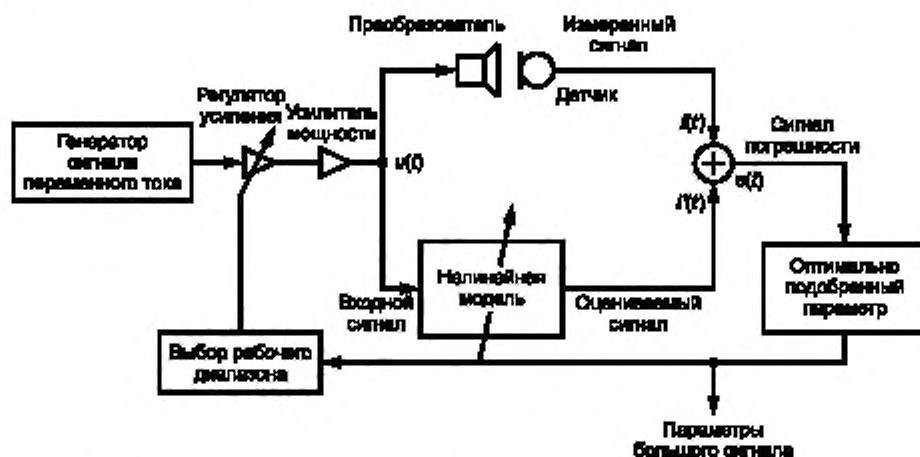 Преобразователь
Измеренный
сигнал
Датчик
Регулятор
усиления
Усилитель
мощности
Генератор
сигнала
переменного тока
u(t)
i(t)
Сигнал
погрешности
e(t)
i'(t)
Нелинейная
модель
Входной
сигнал
Оцениваемый
сигнал
Оптимально
подобранный
параметр
Выбор рабочего
диапазона
Параметры
большого сигнала